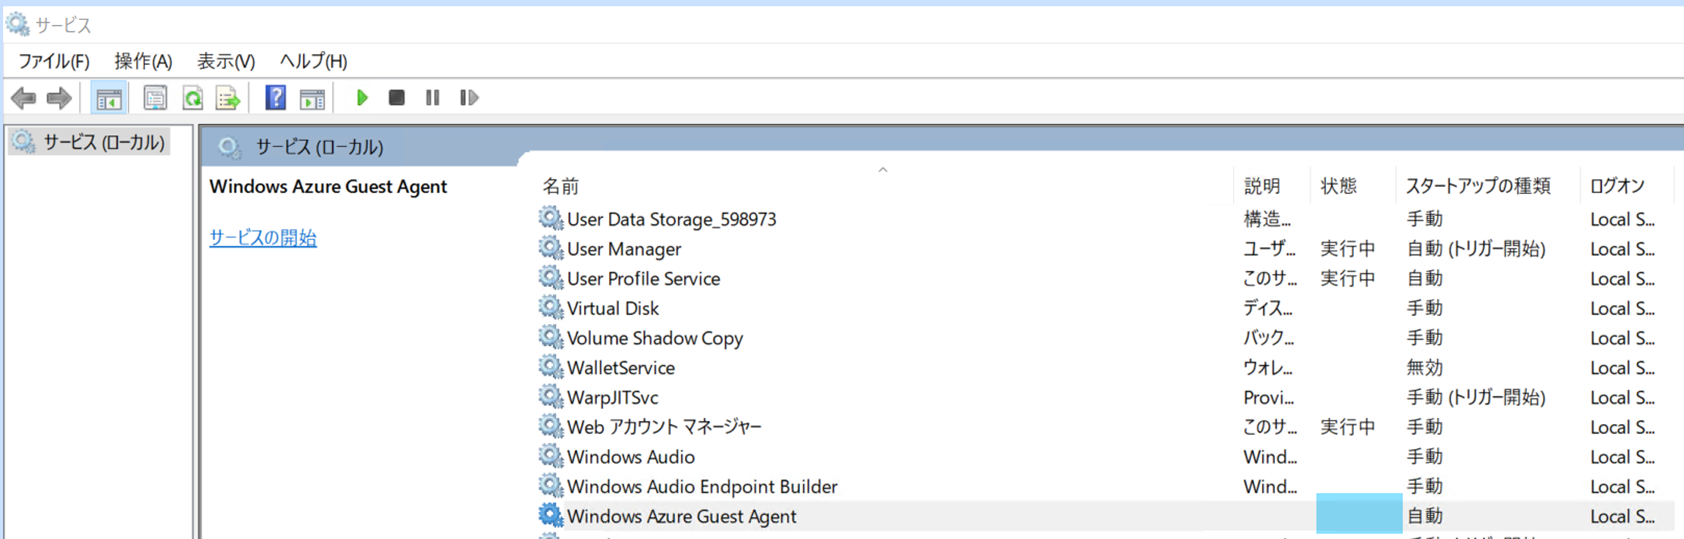 サービス
ファイル(F) 操作(A) 表示(V) ヘルプ(H)
サービス (ローカル)
サービス (ローカル)
Windows Azure Guest Agent
サービスの開始
名前 説明 状態 スタートアップの種類 ログオン
User Data Storage_598973 構造... 手動 Local S...
User Manager ユーザ... 実行中 自動 (トリガー開始) Local S...
User Profile Service このサ... 実行中 自動 Local S...
Virtual Disk ディス... 手動 Local S...
Volume Shadow Copy バック... 手動 Local S...
WalletService ウォレ... 無効 Local S...
WarpJITSvc Provi... 手動 (トリガー開始) Local S...
Web アカウント マネージャー このサ... 実行中 手動 Local S...
Windows Audio Wind... 手動 Local S...
Windows Audio Endpoint Builder Wind... 手動 Local S...
Windows Azure Guest Agent 自動 Local S...